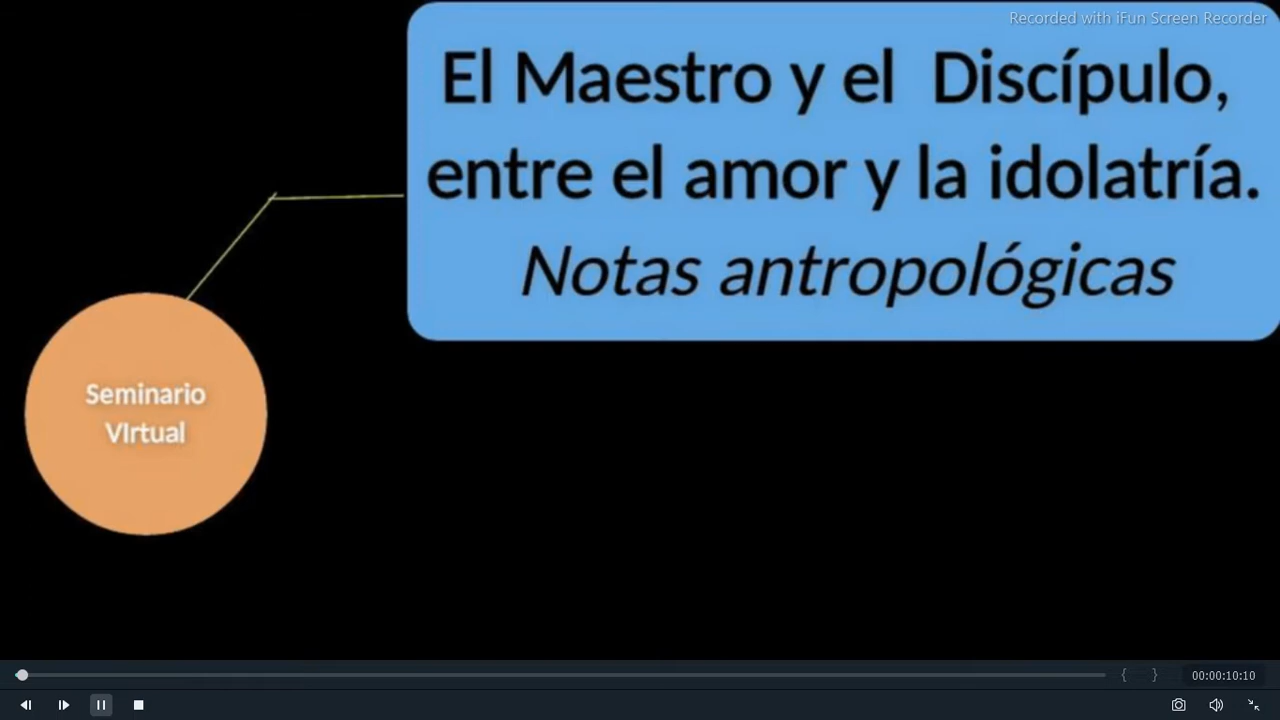 Recorded with iFun Screen Recorder
El Maestro y el Discípulo,
entre el amor y la idolatría.
Notas antropológicas
Seminario
VIrtual
{ }
00:00:10:10